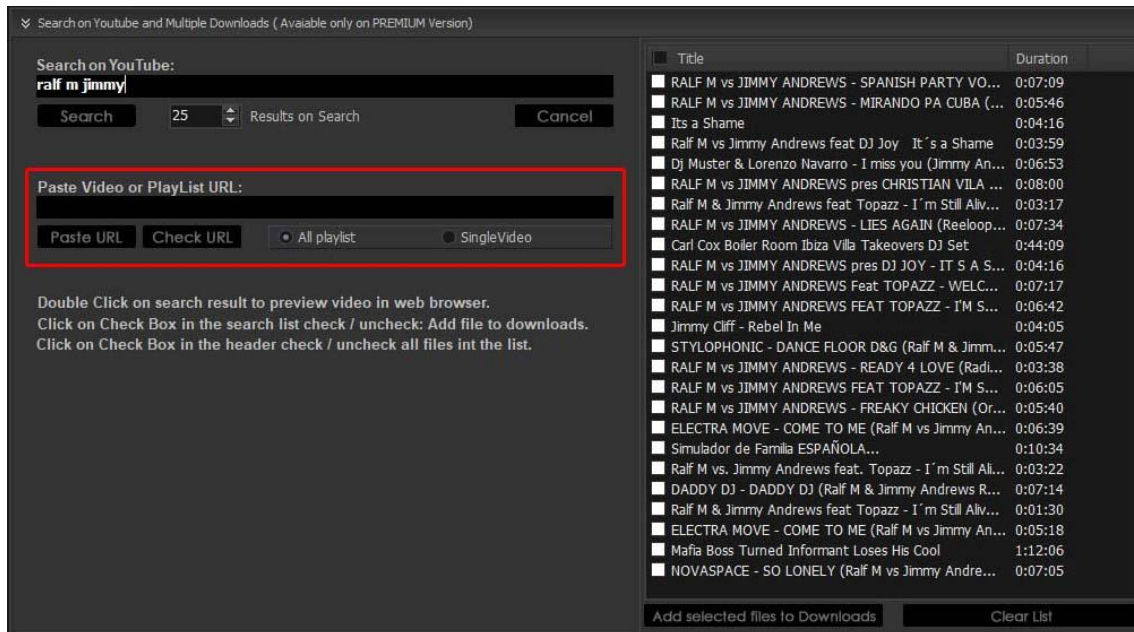 Search on Youtube and Multiple Downloads ( Avaiable only on PREMIUM Version)
Search on YouTube:
ralf m jimmy
Search
25
Results on Search
Cancel
Paste Video or PlayList URL:
Paste URL
Check URL
All playlist
SingleVideo
Double Click on search result to preview video in web browser.
Click on Check Box in the search list check / uncheck: Add file to downloads.
Click on Check Box in the header check / uncheck all files int the list.
Title Duration
RALF M vs JIMMY ANDREWS - SPANISH PARTY VO... 0:07:09
RALF M vs JIMMY ANDREWS - MIRANDO PA CUBA (... 0:05:46
Its a Shame 0:04:16
Ralf M vs Jimmy Andrews feat DJ Joy It´s a Shame 0:03:59
Dj Muster & Lorenzo Navarro - I miss you (Jimmy An... 0:06:53
RALF M vs JIMMY ANDREWS pres CHRISTIAN VILA ... 0:08:00
Ralf M & Jimmy Andrews feat Topazz - I´m Still Aliv... 0:03:17
RALF M vs JIMMY ANDREWS - LIES AGAIN (Reeloop... 0:07:34
Carl Cox Boiler Room Ibiza Villa Takeovers DJ Set 0:44:09
RALF M vs JIMMY ANDREWS pres DJ JOY - IT S A S... 0:04:16
RALF M vs JIMMY ANDREWS Feat TOPAZZ - WELC... 0:07:17
RALF M vs JIMMY ANDREWS FEAT TOPAZZ - I'M S... 0:06:42
Jimmy Cliff - Rebel In Me 0:04:05
STYLOPHONIC - DANCE FLOOR D&G (Ralf M & Jimm... 0:05:47
RALF M vs JIMMY ANDREWS - READY 4 LOVE (Radi... 0:03:38
RALF M vs JIMMY ANDREWS FEAT TOPAZZ - I'M S... 0:06:05
RALF M vs JIMMY ANDREWS - FREAKY CHICKEN (Or... 0:05:40
ELECTRA MOVE - COME TO ME (Ralf M vs Jimmy An... 0:06:39
Simulador de Familia ESPAÑOLA... 0:10:34
Ralf M vs. Jimmy Andrews feat. Topazz - I´m Still Ali... 0:03:22
DADDY DJ - DADDY DJ (Ralf M & Jimmy Andrews R... 0:07:14
Ralf M & Jimmy Andrews feat Topazz - I´m Still Aliv... 0:01:30
ELECTRA MOVE - COME TO ME (Ralf M vs Jimmy An... 0:05:18
Mafia Boss Turned Informant Loses His Cool 1:12:06
NOVASPACE - SO LONELY (Ralf M vs Jimmy Andre... 0:07:05
Add selected files to Downloads
Clear List